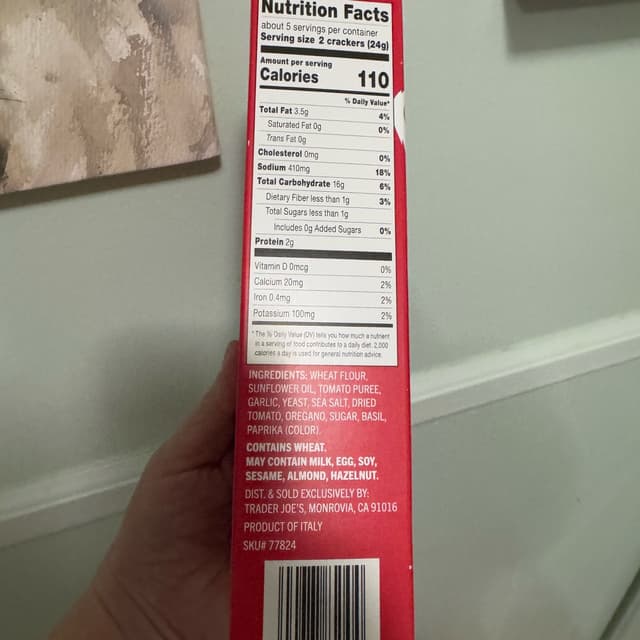 Nutrition Facts
about 5 servings per container
Serving size 2 crackers (24g)
Amount per serving
Calories 110
% Daily Value*
Total Fat 3.5g 4%
Saturated Fat 0g 0%
Trans Fat 0g
Cholesterol 0mg 0%
Sodium 410mg 18%
Total Carbohydrate 16g 6%
Dietary Fiber less than 1g 3%
Total Sugars less than 1g
Includes 0g Added Sugars 0%
Protein 2g
Vitamin D 0mcg 0%
Calcium 20mg 2%
Iron 0.4mg 2%
Potassium 100mg 2%
* The % Daily Value (DV) tells you how much a nutrient
in a serving of food contributes to a daily diet. 2,000
calories a day is used for general nutrition advice.
INGREDIENTS: WHEAT FLOUR,
SUNFLOWER OIL, TOMATO PUREE,
GARLIC, YEAST, SEA SALT, DRIED
TOMATO, OREGANO, SUGAR, BASIL,
PAPRIKA (COLOR).
CONTAINS WHEAT.
MAY CONTAIN MILK, EGG, SOY,
SESAME, ALMOND, HAZELNUT.
DIST. & SOLD EXCLUSIVELY BY:
TRADER JOE'S, MONROVIA, CA 91016
PRODUCT OF ITALY
SKU# 77824